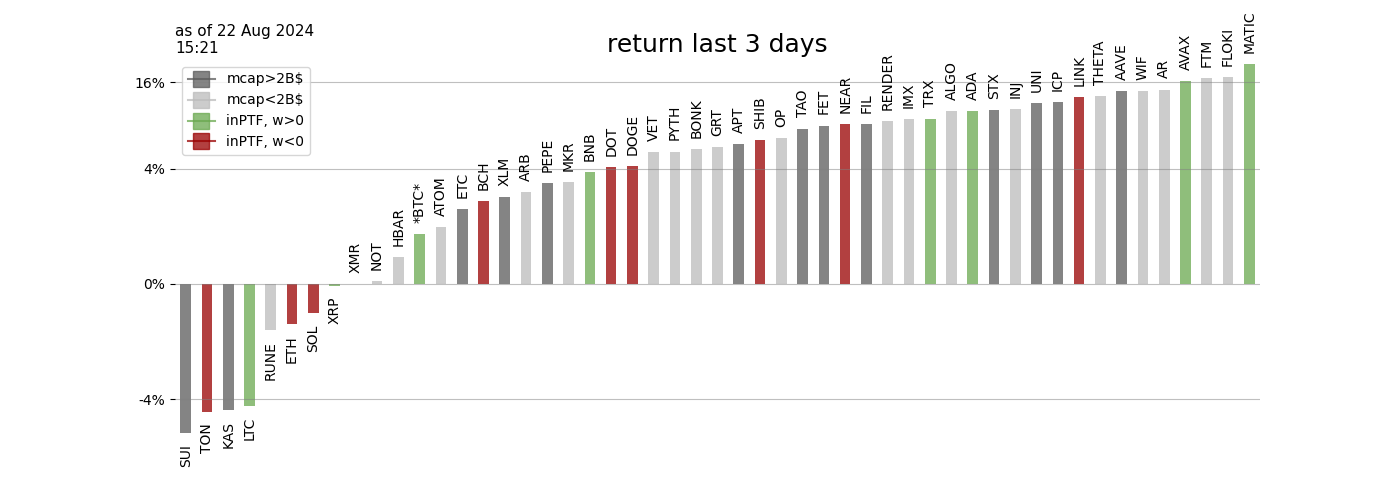 as of 22 Aug 2024
15:21
return last 3 days
mcap>2B$
mcap<2B$
inPTF, w>0
inPTF, w<0
16%
4%
0%
-4%
SUI
TON
KAS
LTC
RUNE
ETH
SOL
XRP
XMR
NOT
HBAR
*BTC*
ATOM
ETC
BCH
XLM
ARB
PEPE
MKR
BNB
DOT
DOGE
VET
PYTH
BONK
GRT
APT
SHIB
OP
TAO
FET
NEAR
FIL
RENDER
IMX
TRX
ALGO
ADA
STX
INJ
UNI
ICP
LINK
THETA
AAVE
WIF
AR
AVAX
FTM
FLOKI
MATIC